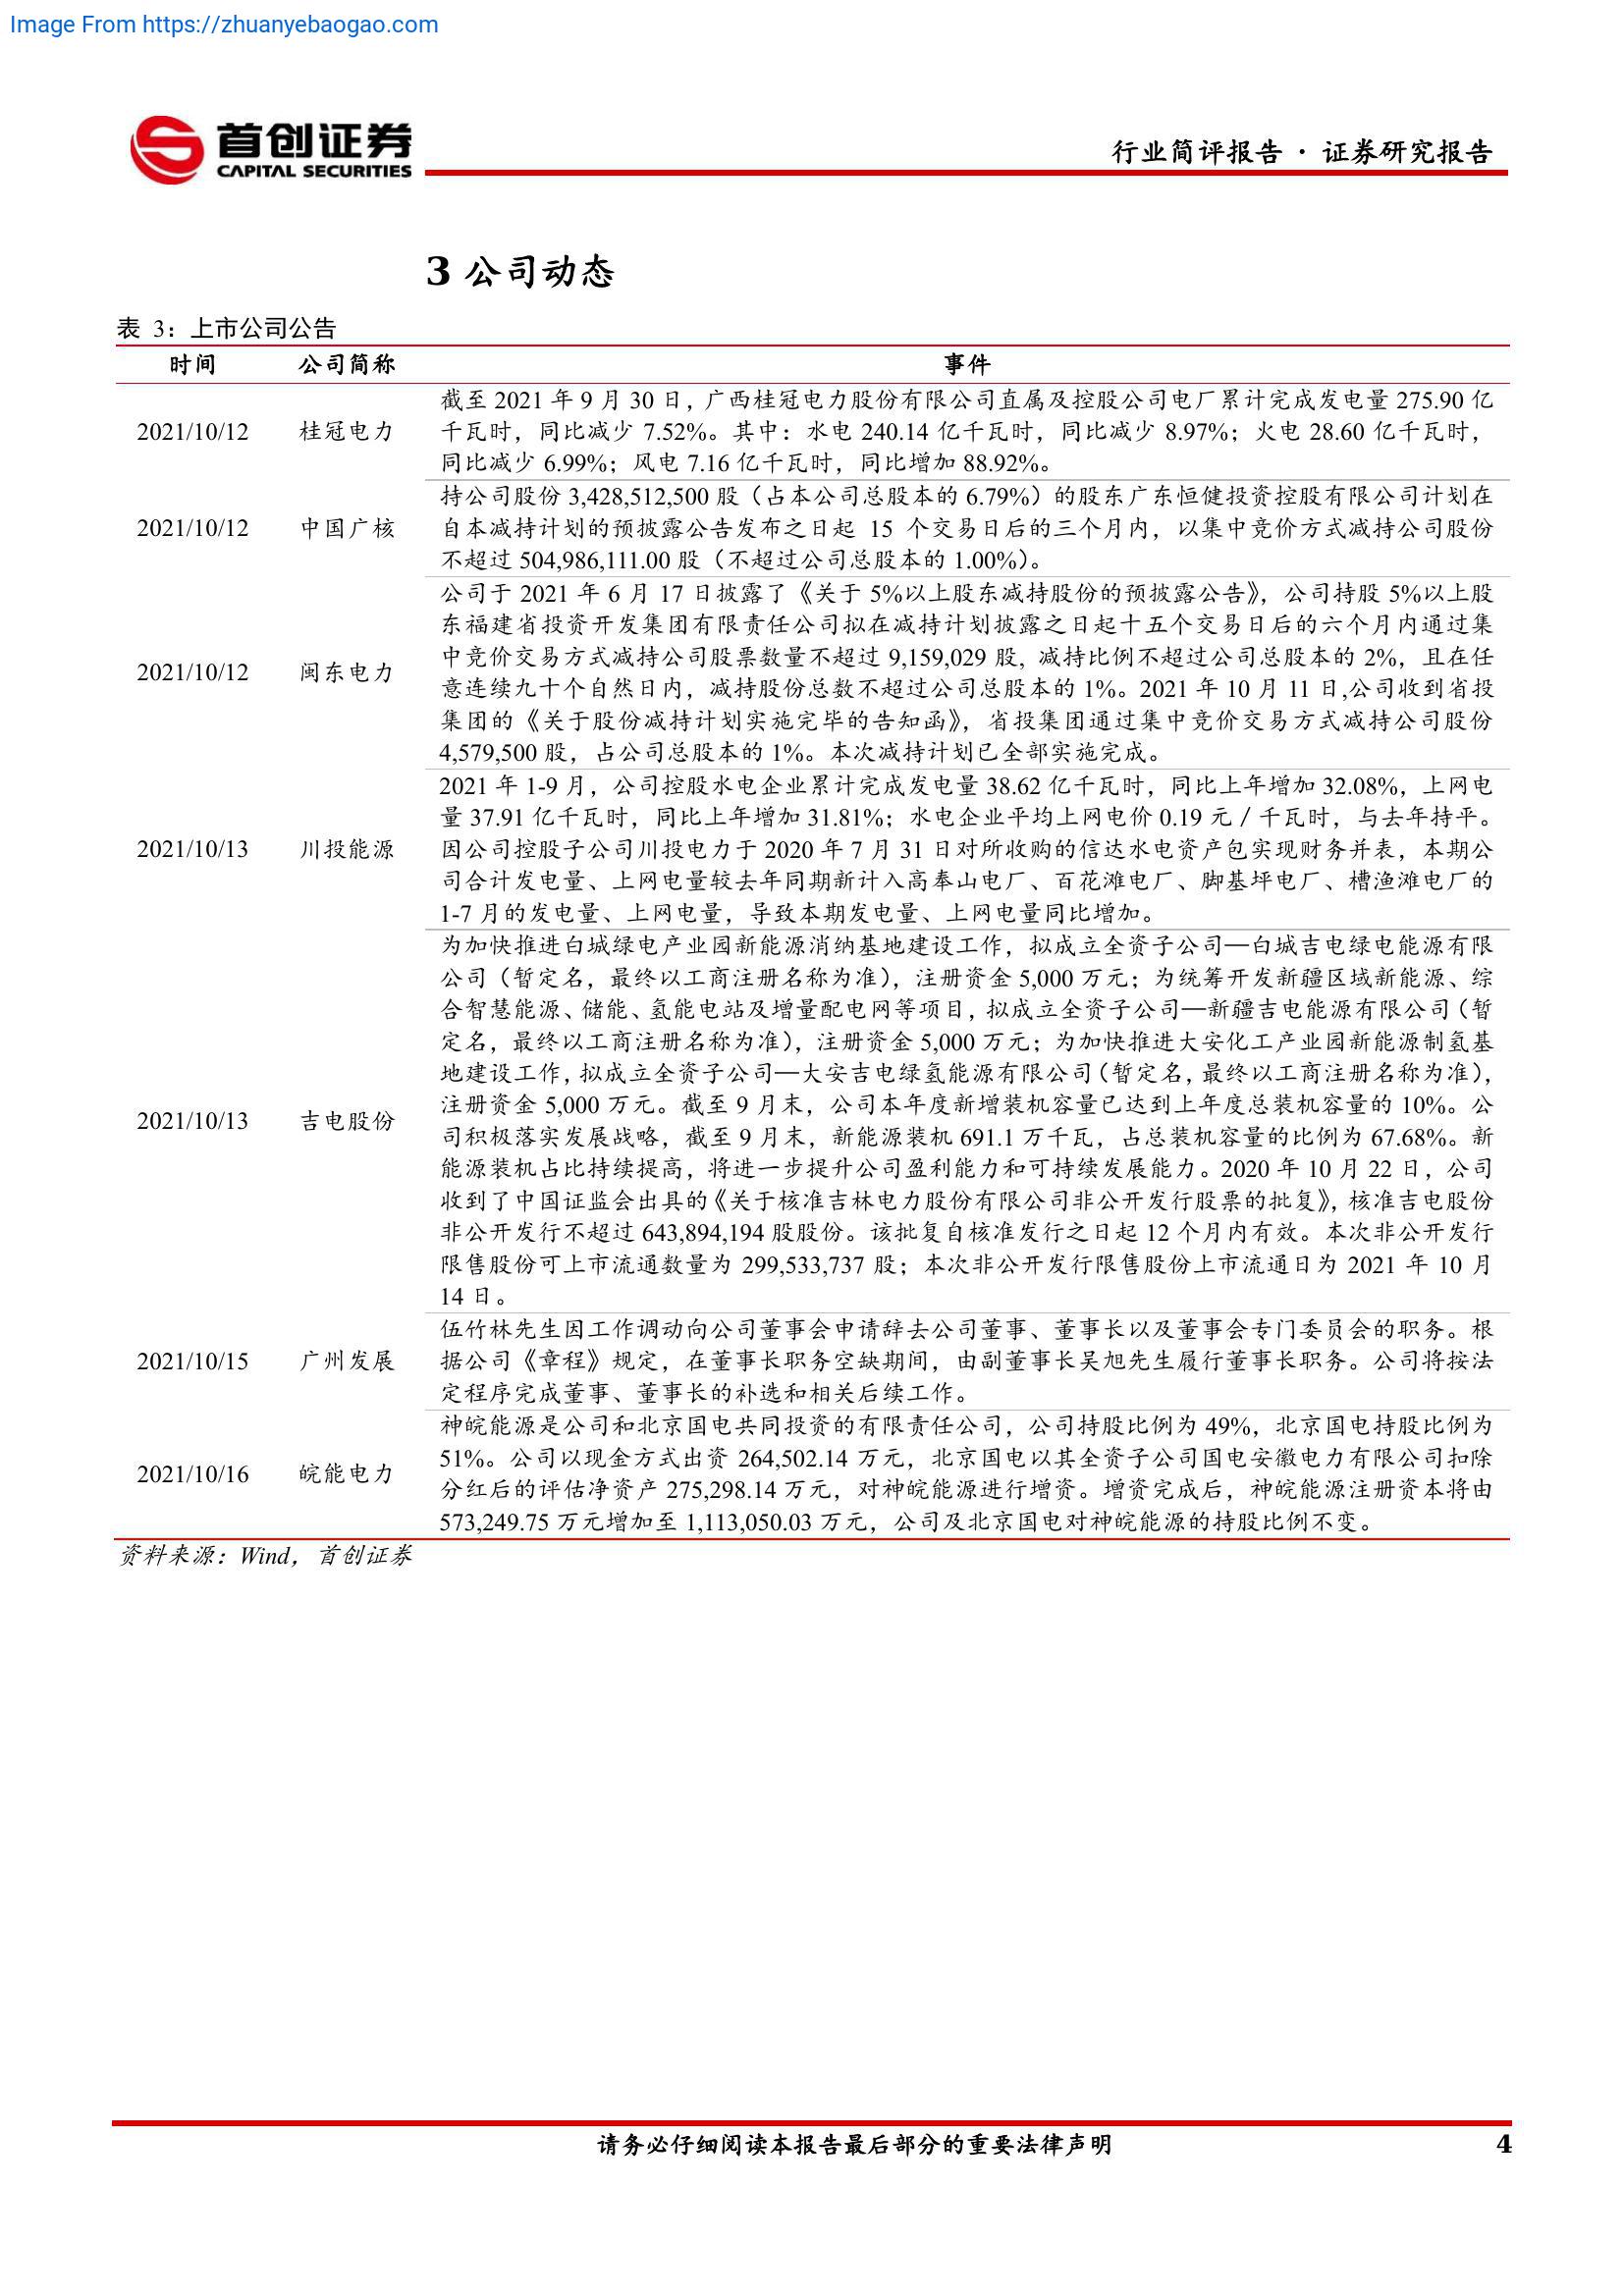 Image From https://zhuanyebaogao.com
首创证券
CAPITAL SECURITIES
行业简评报告 · 证券研究报告
3 公司动态
表 3：上市公司公告
时间 公司简称 事件
2021/10/12 桂冠电力
截至 2021 年 9 月 30 日，广西桂冠电力股份有限公司直属及控股公司电厂累计完成发电量 275.90 亿
千瓦时，同比减少 7.52%。其中：水电 240.14 亿千瓦时，同比减少 8.97%；火电 28.60 亿千瓦时，
同比减少 6.99%；风电 7.16 亿千瓦时，同比增加 88.92%。
2021/10/12 中国广核
持公司股份 3,428,512,500 股（占本公司总股本的 6.79%）的股东广东恒健投资控股有限公司计划在
自本减持计划的预披露公告发布之日起 15 个交易日后的三个月内，以集中竞价方式减持公司股份
不超过 504,986,111.00 股（不超过公司总股本的 1.00%）。
2021/10/12 闽东电力
公司于 2021 年 6 月 17 日披露了《关于 5%以上股东减持股份的预披露公告》，公司持股 5%以上股
东福建省投资开发集团有限责任公司拟在减持计划披露之日起十五个交易日后的六个月内通过集
中竞价交易方式减持公司股票数量不超过 9,159,029 股, 减持比例不超过公司总股本的 2%，且在任
意连续九十个自然日内，减持股份总数不超过公司总股本的 1%。2021 年 10 月 11 日,公司收到省投
集团的《关于股份减持计划实施完毕的告知函》，省投集团通过集中竞价交易方式减持公司股份
4,579,500 股，占公司总股本的 1%。本次减持计划已全部实施完成。
2021/10/13 川投能源
2021 年 1-9 月，公司控股水电企业累计完成发电量 38.62 亿千瓦时，同比上年增加 32.08%，上网电
量 37.91 亿千瓦时，同比上年增加 31.81%；水电企业平均上网电价 0.19 元／千瓦时，与去年持平。
因公司控股子公司川投电力于 2020 年 7 月 31 日对所收购的信达水电资产包实现财务并表，本期公
司合计发电量、上网电量较去年同期新计入高奉山电厂、百花滩电厂、脚基坪电厂、槽渔滩电厂的
1-7 月的发电量、上网电量，导致本期发电量、上网电量同比增加。
2021/10/13 吉电股份
为加快推进白城绿电产业园新能源消纳基地建设工作，拟成立全资子公司—白城吉电绿电能源有限
公司（暂定名，最终以工商注册名称为准），注册资金 5,000 万元；为统筹开发新疆区域新能源、综
合智慧能源、储能、氢能电站及增量配电网等项目，拟成立全资子公司—新疆吉电能源有限公司（暂
定名，最终以工商注册名称为准），注册资金 5,000 万元；为加快推进大安化工产业园新能源制氢基
地建设工作，拟成立全资子公司—大安吉电绿氢能源有限公司（暂定名，最终以工商注册名称为准），
注册资金 5,000 万元。截至 9 月末，公司本年度新增装机容量已达到上年度总装机容量的 10%。公
司积极落实发展战略，截至 9 月末，新能源装机 691.1 万千瓦，占总装机容量的比例为 67.68%。新
能源装机占比持续提高，将进一步提升公司盈利能力和可持续发展能力。2020 年 10 月 22 日，公司
收到了中国证监会出具的《关于核准吉林电力股份有限公司非公开发行股票的批复》，核准吉电股份
非公开发行不超过 643,894,194 股股份。该批复自核准发行之日起 12 个月内有效。本次非公开发行
限售股份可上市流通数量为 299,533,737 股；本次非公开发行限售股份上市流通日为 2021 年 10 月
14 日。
2021/10/15 广州发展
伍竹林先生因工作调动向公司董事会申请辞去公司董事、董事长以及董事会专门委员会的职务。根
据公司《章程》规定，在董事长职务空缺期间，由副董事长吴旭先生履行董事长职务。公司将按法
定程序完成董事、董事长的补选和相关后续工作。
2021/10/16 皖能电力
神皖能源是公司和北京国电共同投资的有限责任公司，公司持股比例为 49%，北京国电持股比例为
51%。公司以现金方式出资 264,502.14 万元，北京国电以其全资子公司国电安徽电力有限公司扣除
分红后的评估净资产 275,298.14 万元，对神皖能源进行增资。增资完成后，神皖能源注册资本将由
573,249.75 万元增加至 1,113,050.03 万元，公司及北京国电对神皖能源的持股比例不变。
资料来源：Wind，首创证券
请务必仔细阅读本报告最后部分的重要法律声明 4